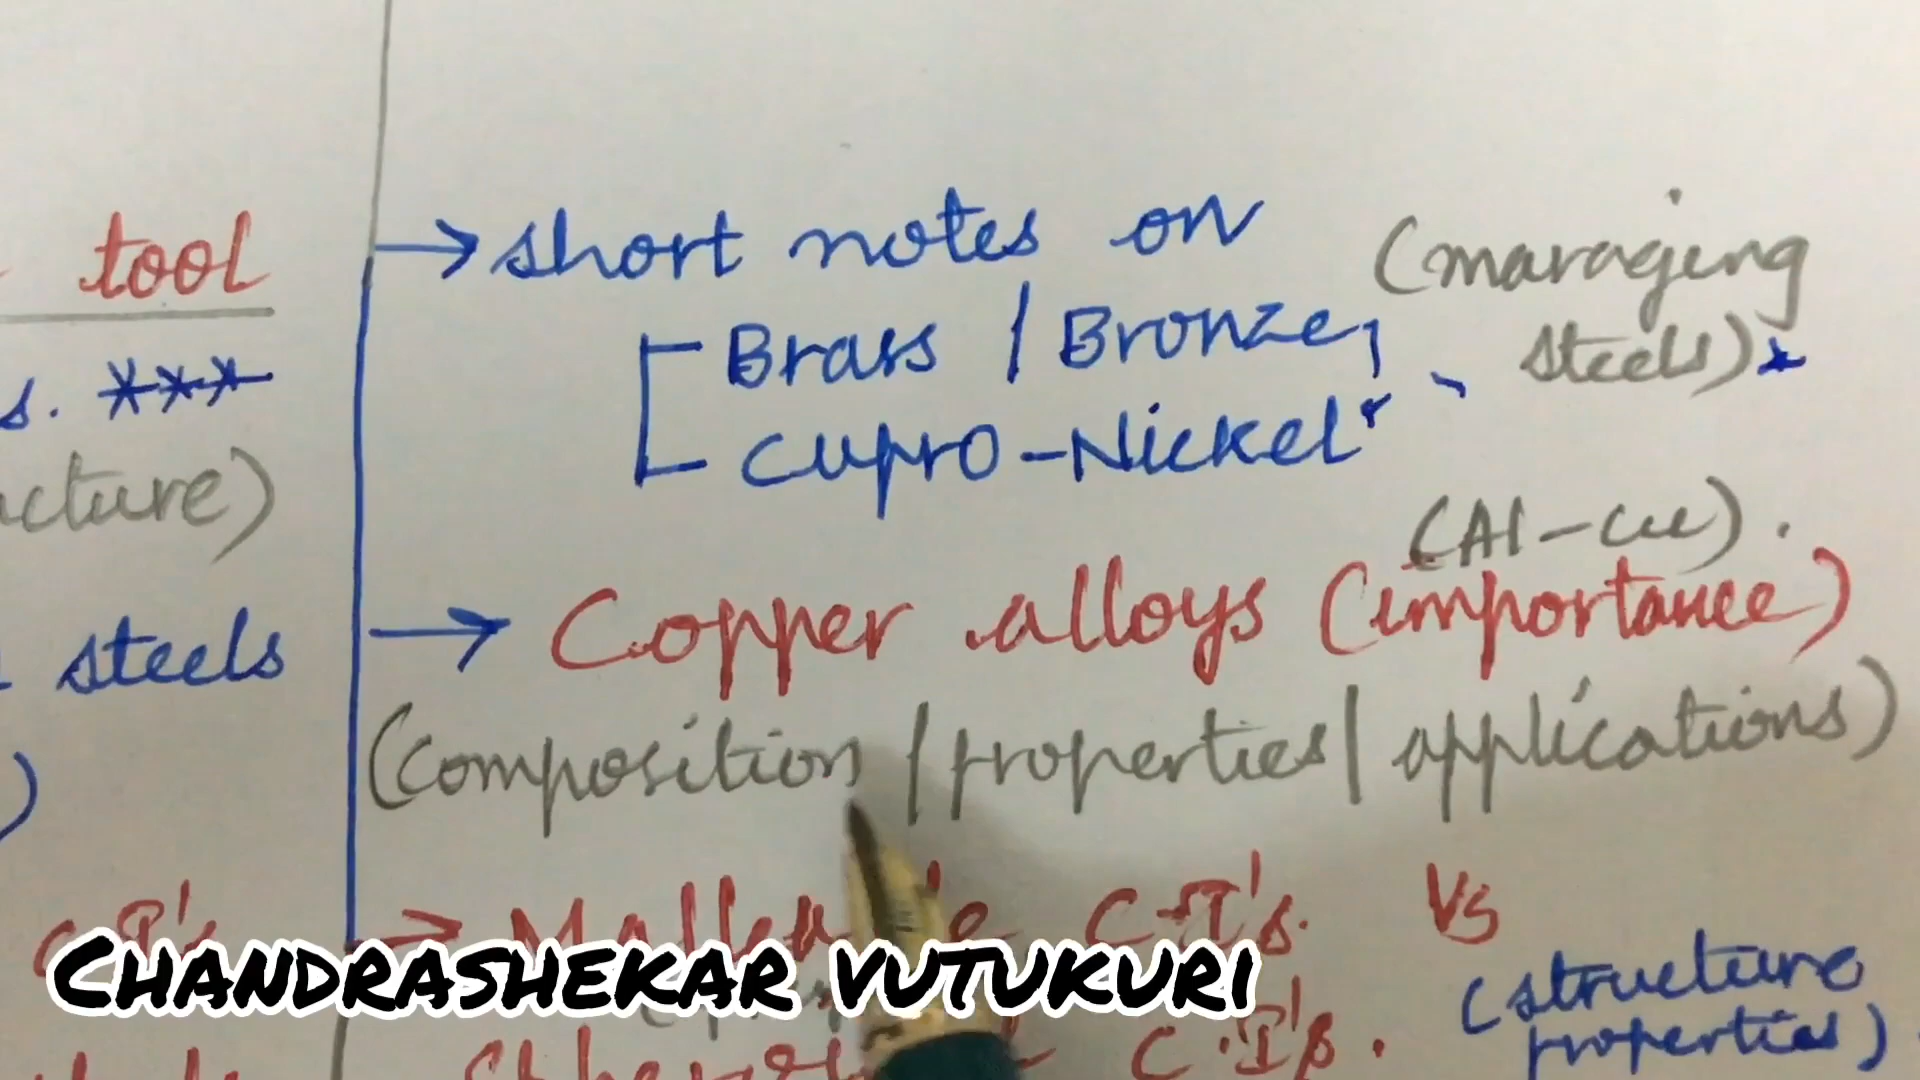 tool
s. ***
cture)
steels
)
C.I's
→ short notes on
(maraging
steels)*
Brass / Bronze,
Cupro-Nickel
(Al-Cu).
→ Copper alloys (importance)
(Composition / properties / applications)
→ C.I's. Vs
C.I's.
(structure
properties)
CHANDRASHEKAR VUTUKURI